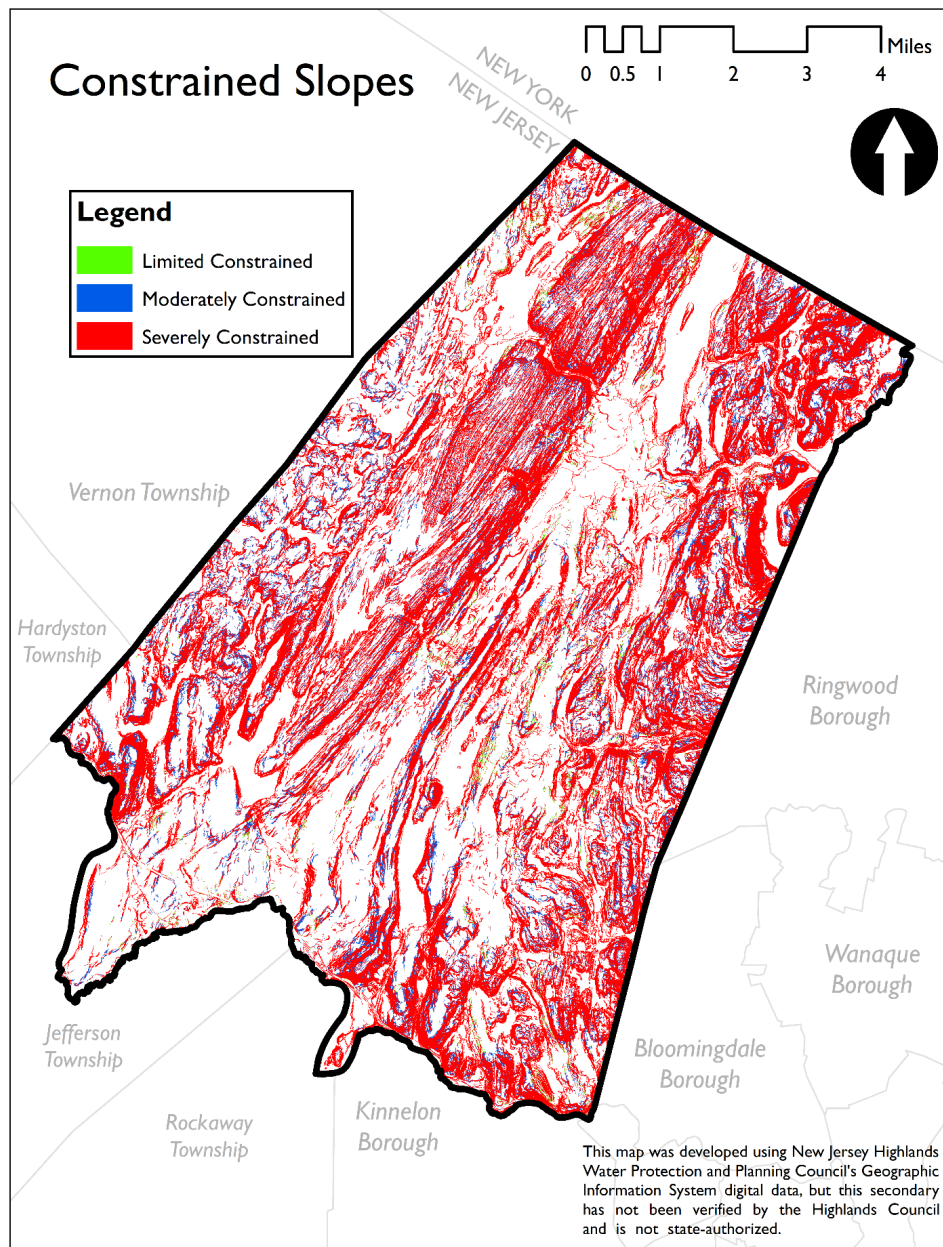 Constrained Slopes
NEW YORK
NEW JERSEY
Miles
0 0.5 1 2 3 4
Legend
Limited Constrained
Moderately Constrained
Severely Constrained
Vernon Township
Hardyston
Township
Ringwood
Borough
Wanaque
Borough
Jefferson
Township
Bloomingdale
Borough
Rockaway
Township
Kinnelon
Borough
This map was developed using New Jersey Highlands
Water Protection and Planning Council's Geographic
Information System digital data, but this secondary
has not been verified by the Highlands Council
and is not state-authorized.